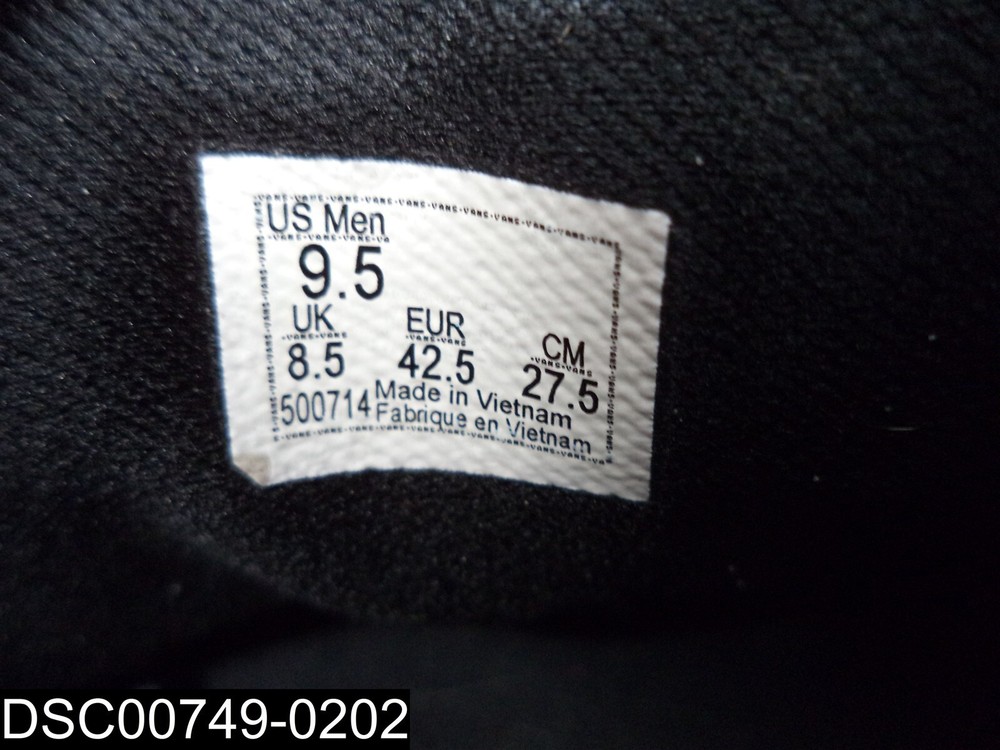 US Men
9.5
UK EUR CM
8.5 42.5 27.5
500714 Made in Vietnam
Fabrique en Vietnam
DSC00749-0202